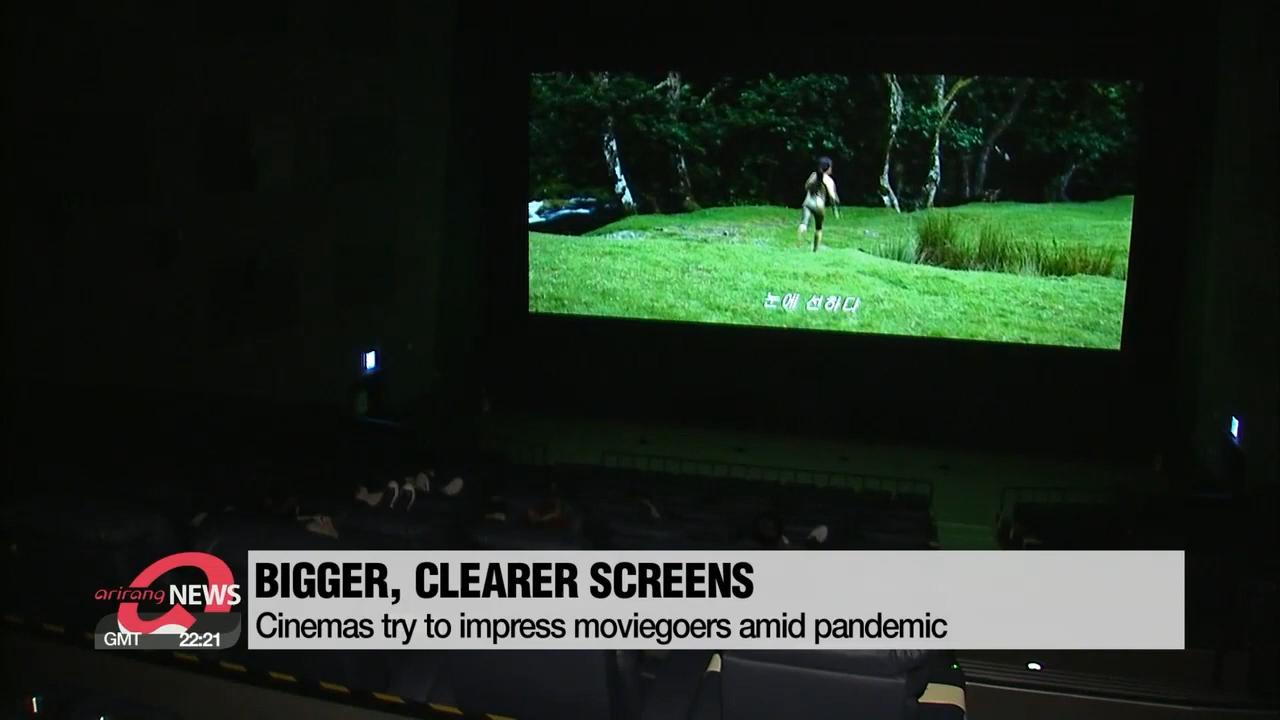 눈에 선하다
BIGGER, CLEARER SCREENS
arirang NEWS
Cinemas try to impress moviegoers amid pandemic
GMT 22:21